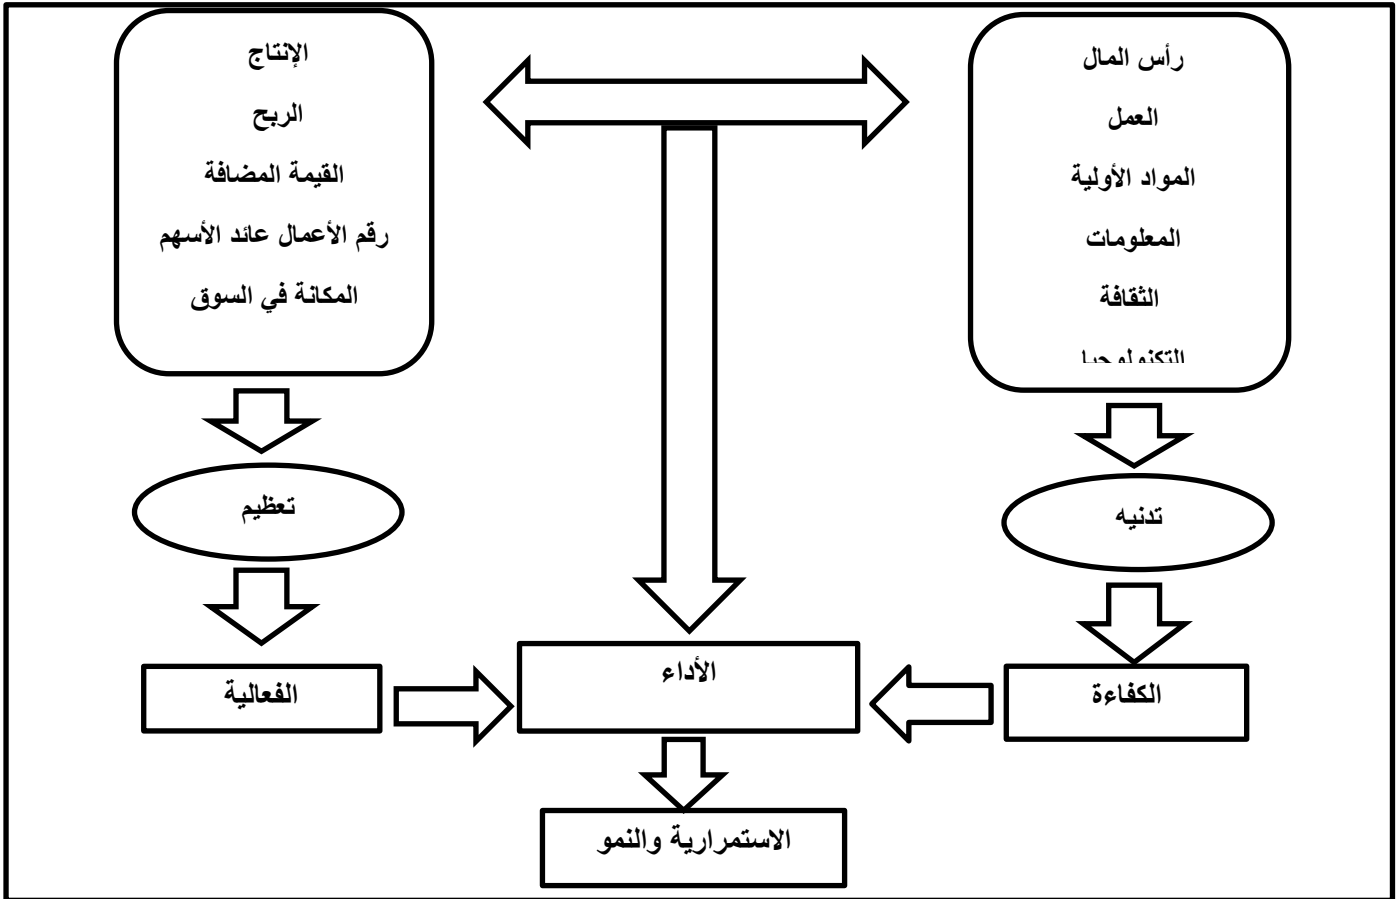 رأس المال
العمل
المواد الأولية
المعلومات
الثقافة
التكنولوجيا
الإنتاج
الربح
القيمة المضافة
رقم الأعمال عائد الأسهم
المكانة في السوق
تدنيه
تعظيم
الكفاءة
الأداء
الفعالية
الاستمرارية والنمو